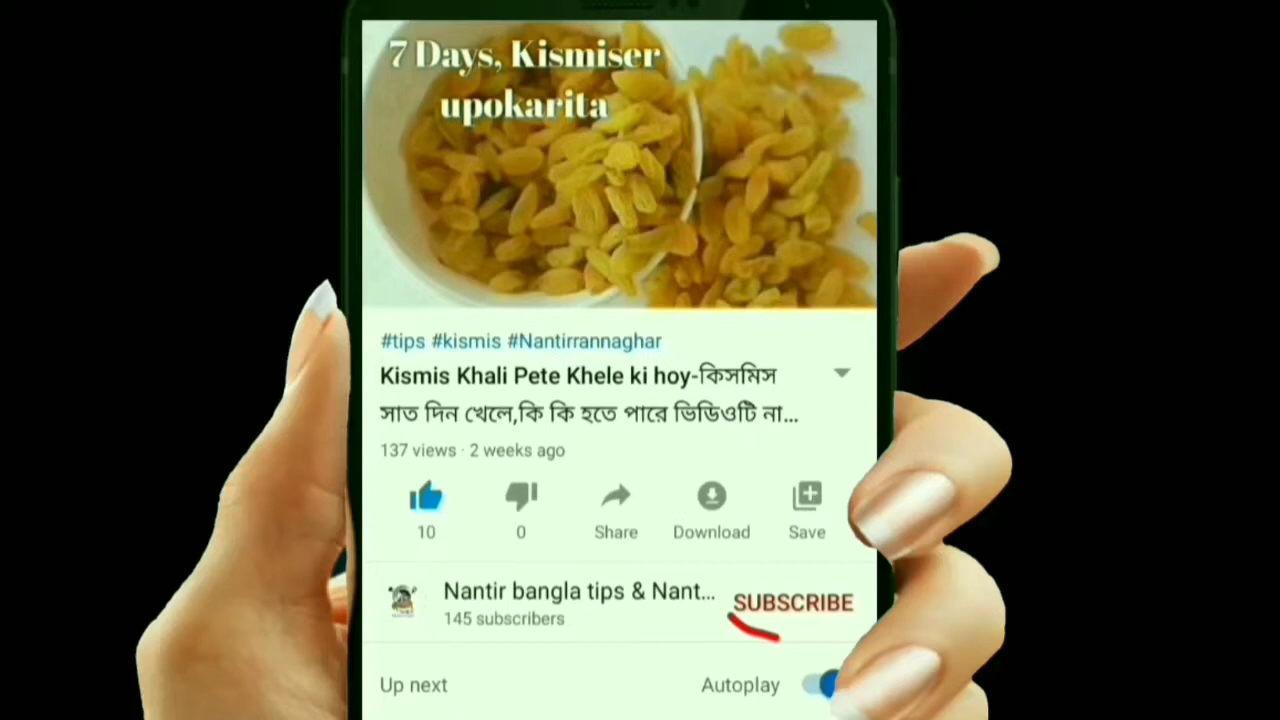 7 Days, Kismiser
upokarita
#tips #kismis #Nantirrannaghar
Kismis Khali Pete Khele ki hoy-কিসমিস
সাত দিন খেলে,কি কি হতে পারে ভিডিওটি না...
137 views · 2 weeks ago
10
0
Share
Download
Save
Nantir bangla tips & Nant...
SUBSCRIBE
145 subscribers
Up next
Autoplay